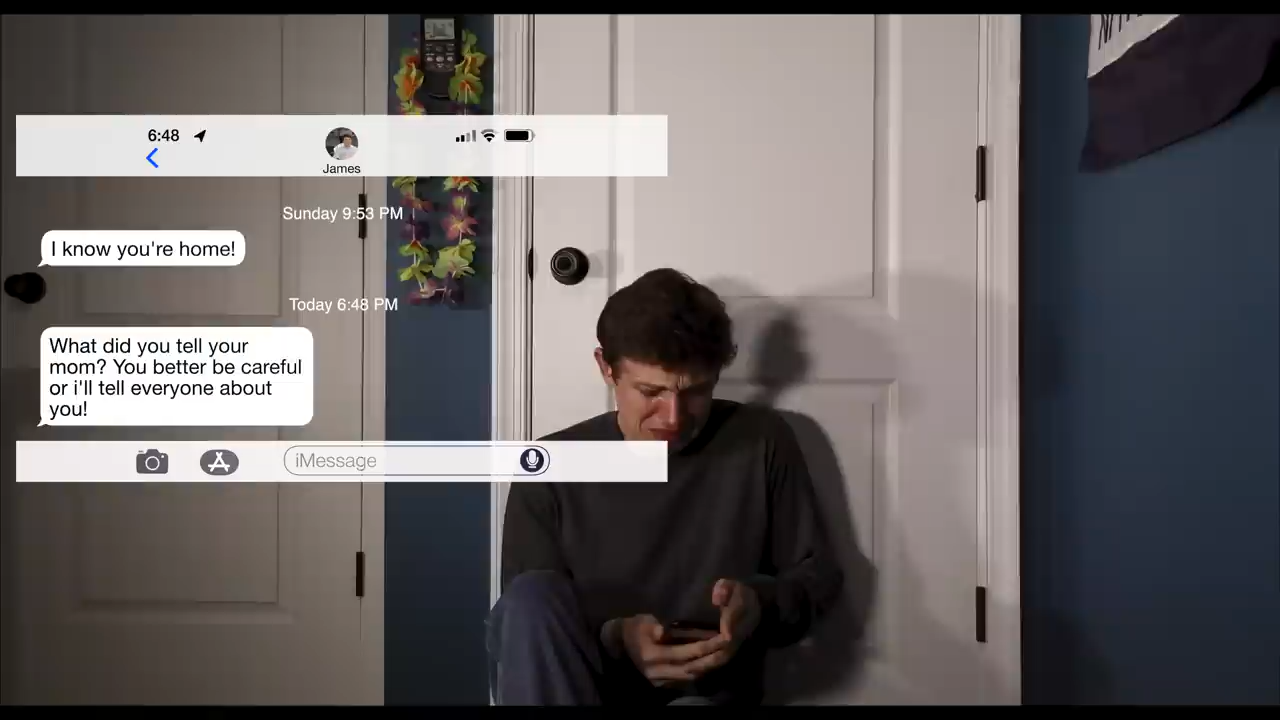 6:48
James
Sunday 9:53 PM
I know you're home!
Today 6:48 PM
What did you tell your
mom? You better be careful
or i'll tell everyone about
you!
iMessage